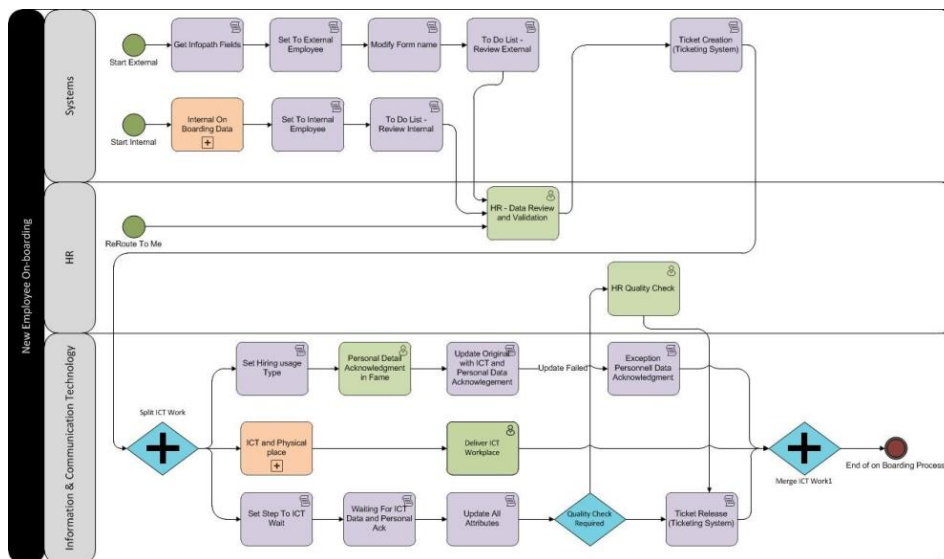 New Employee On-boarding
Systems
Start External
Get Infopath Fields
Set To External
Employee
Modify Form name
To Do List -
Review External
Ticket Creation
(Ticketing System)
Start Internal
Internal On
Boarding Data
Set To Internal
Employee
To Do List -
Review Internal
HR
ReRoute To Me
HR - Data Review
and Validation
HR Quality Check
Information & Communication Technology
Split ICT Work
Set Hiring usage
Type
Personal Detail
Acknowledgment
in Fame
Update Original
with ICT and
Personal Data
Acknowlegement
Update Failed
Exception
Personnell Data
Acknowledgment
ICT and Physical
place
Deliver ICT
Workplace
Merge ICT Work1
End of on Boarding Process
Set Step To ICT
Wait
Waiting For ICT
Data and Personal
Ack
Update All
Attributes
Quality Check
Required
Ticket Release
(Ticketing System)